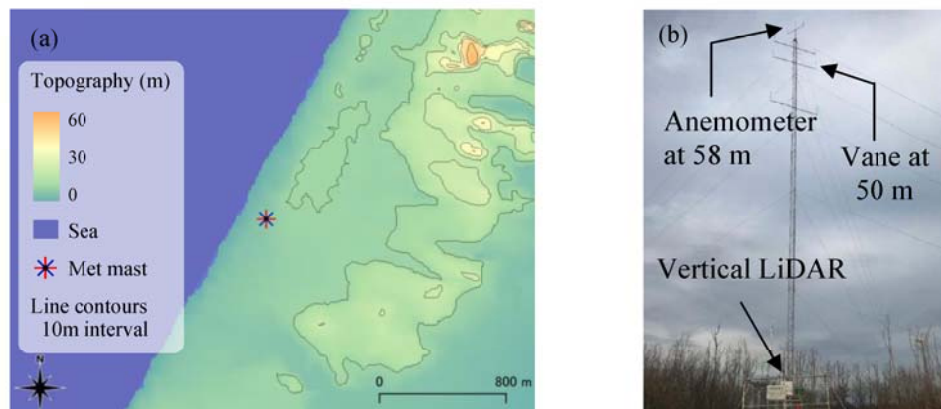 (a)
Topography (m)
60
30
0
Sea
Met mast
Line contours
10m interval
N
0
800 m
(b)
Anemometer
at 58 m
Vane at
50 m
Vertical LiDAR